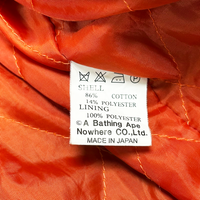 SHELL
86% COTTON
14% POLYESTER
LINING
100% POLYESTER
©A Bathing Ape.
Nowhere CO.,Ltd.
MADE IN JAPAN